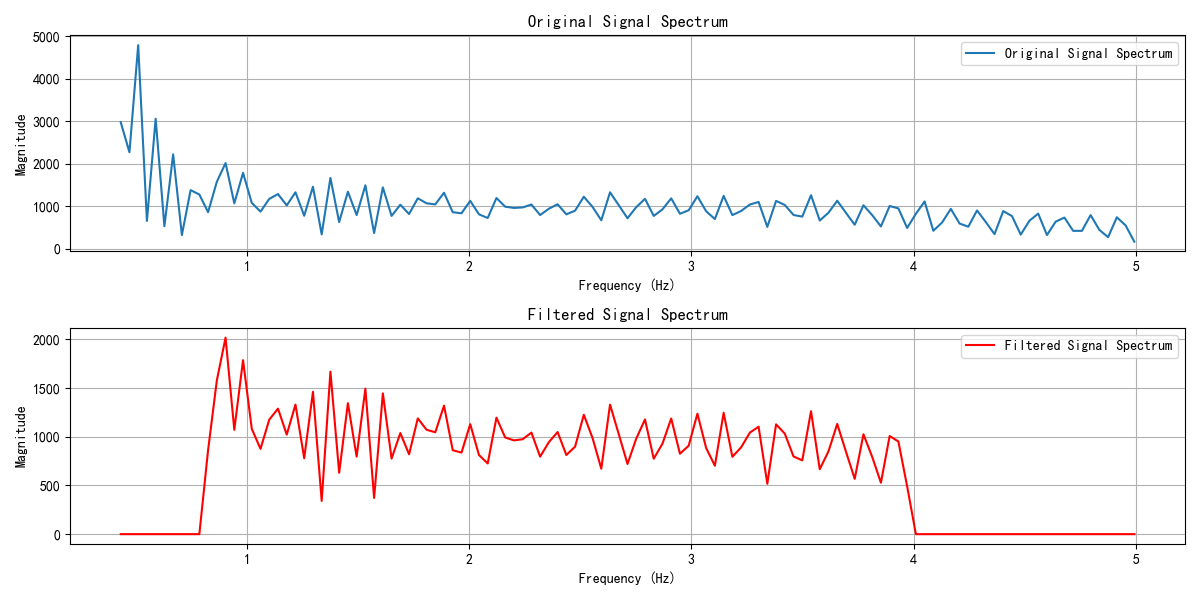 Original Signal Spectrum
5000
4000
3000
2000
1000
0
Magnitude
Original Signal Spectrum
1 2 3 4 5
Frequency (Hz)
Filtered Signal Spectrum
2000
1500
1000
500
0
Magnitude
Filtered Signal Spectrum
1 2 3 4 5
Frequency (Hz)